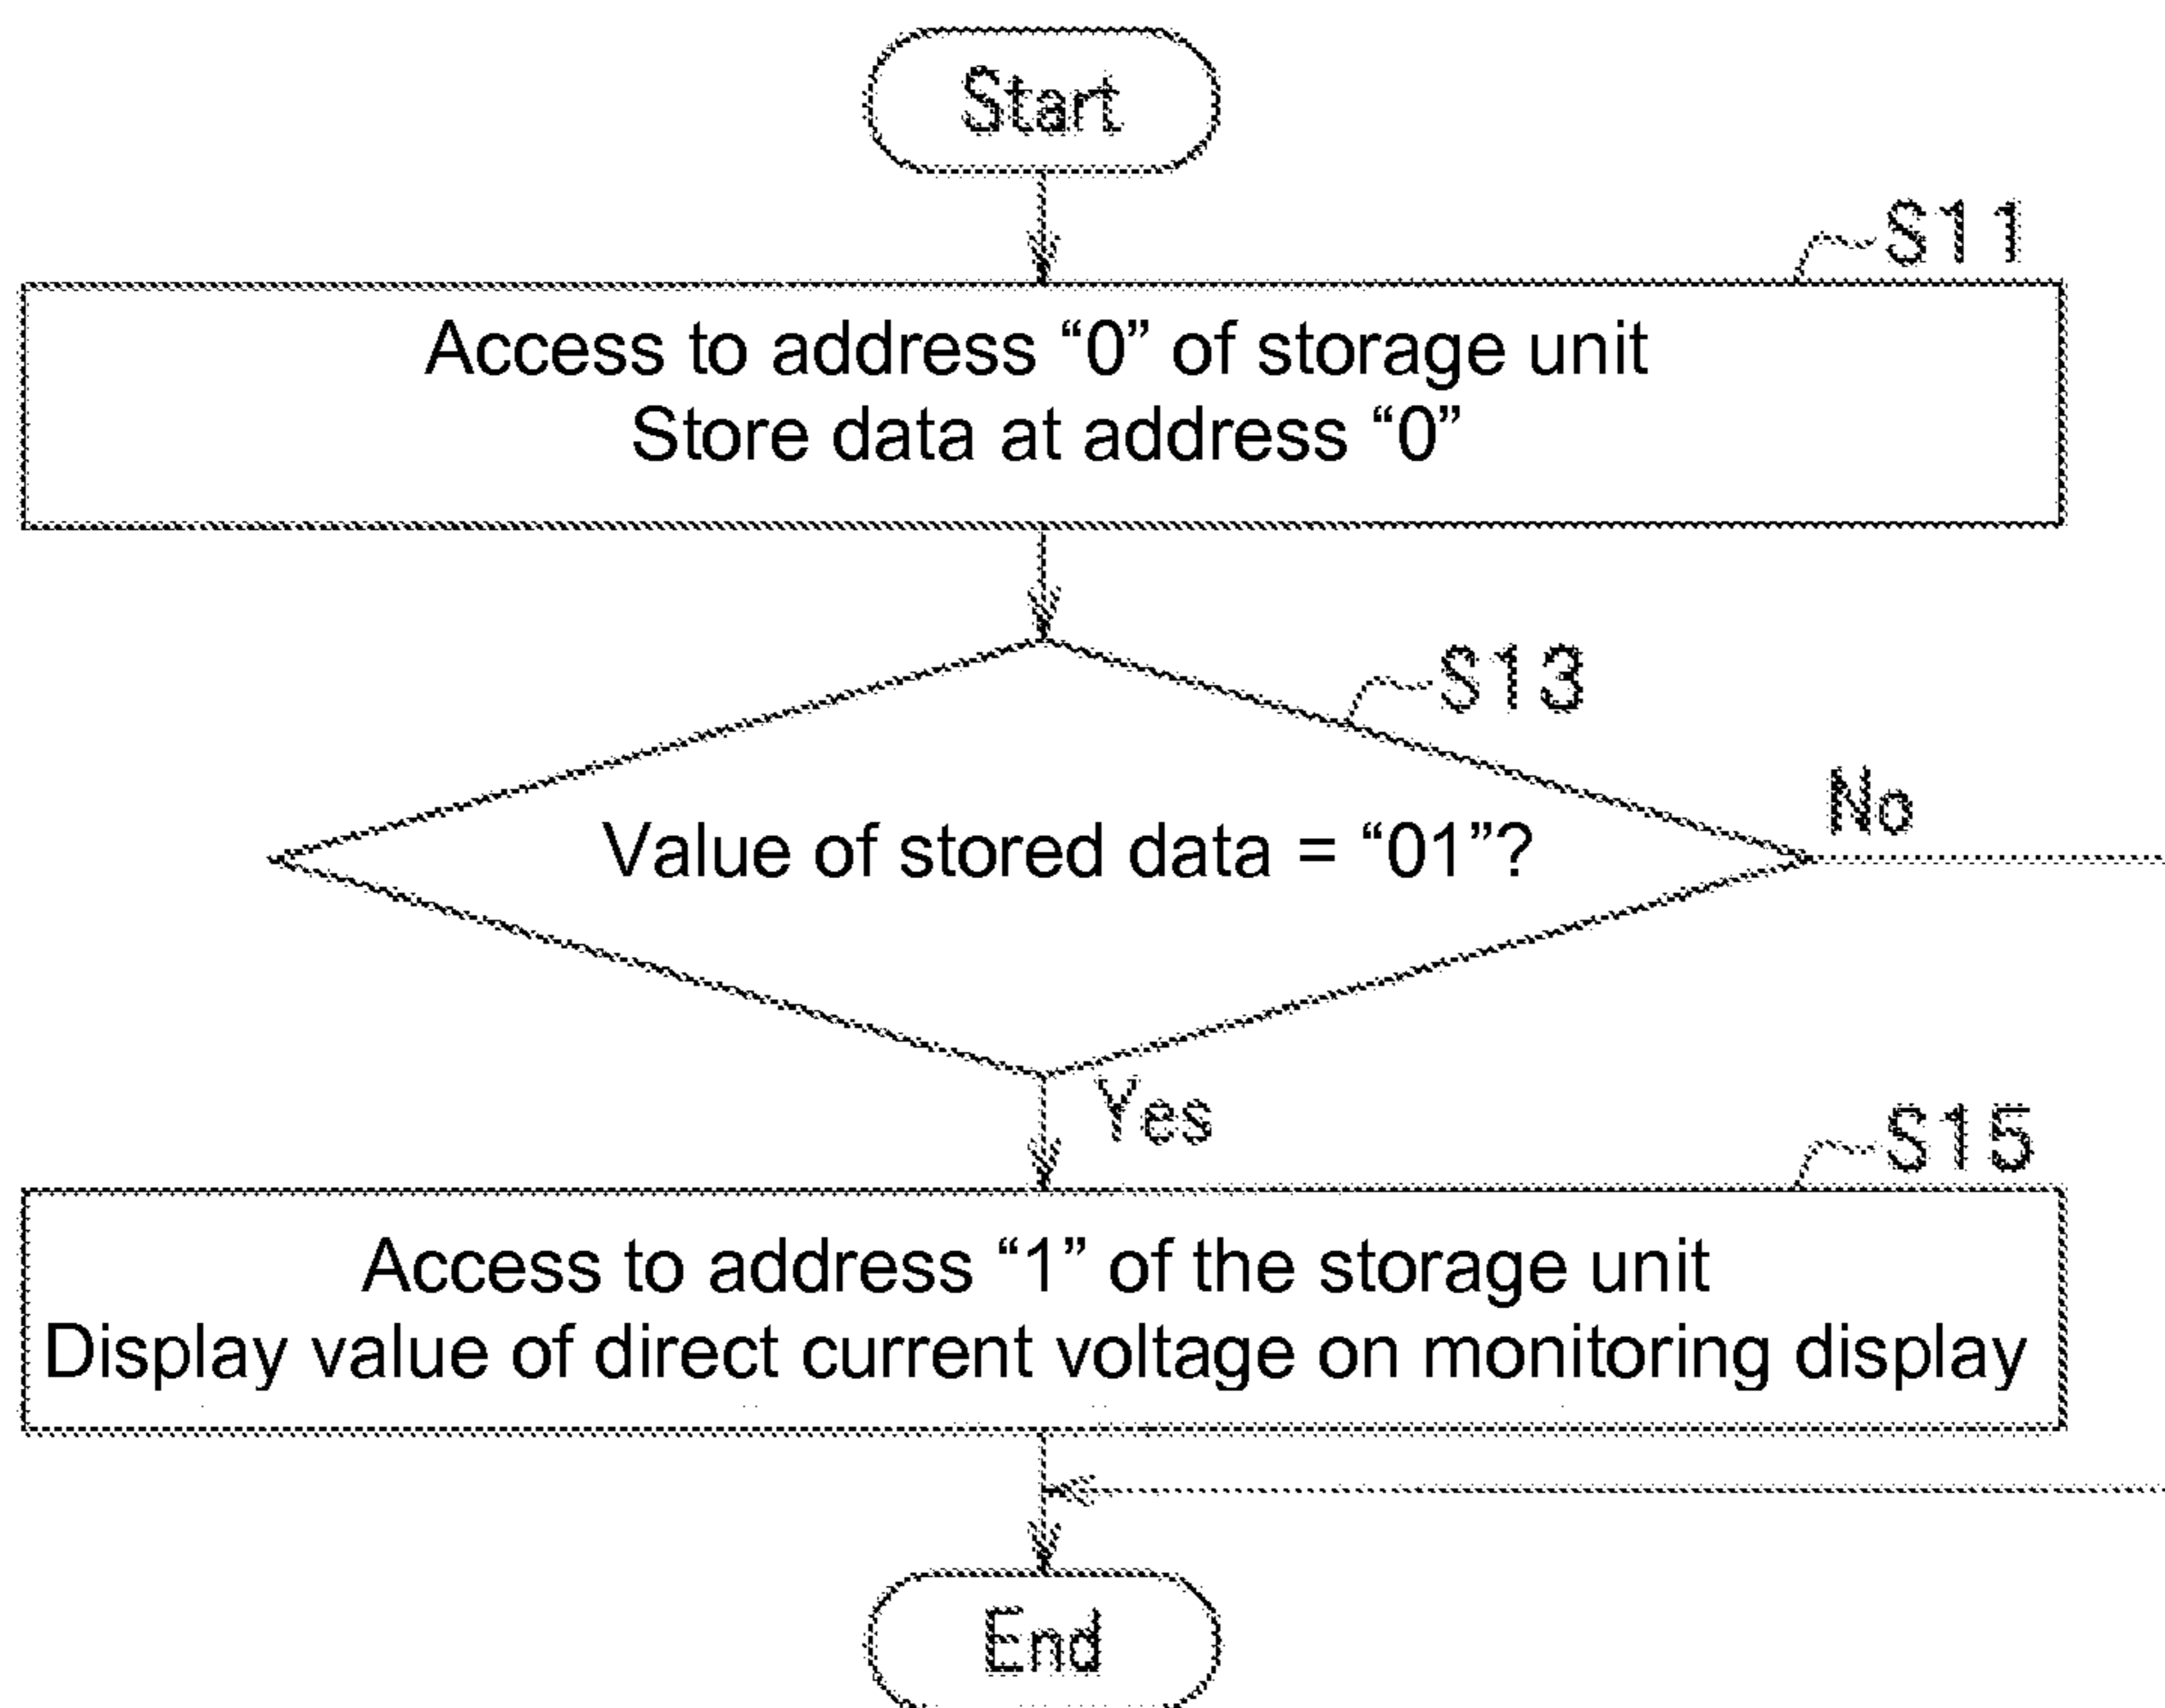 Start
S11
Access to address “0” of storage unit
Store data at address “0”
S13
Value of stored data = “01”?
No
Yes
S15
Access to address “1” of the storage unit
Display value of direct current voltage on monitoring display
End